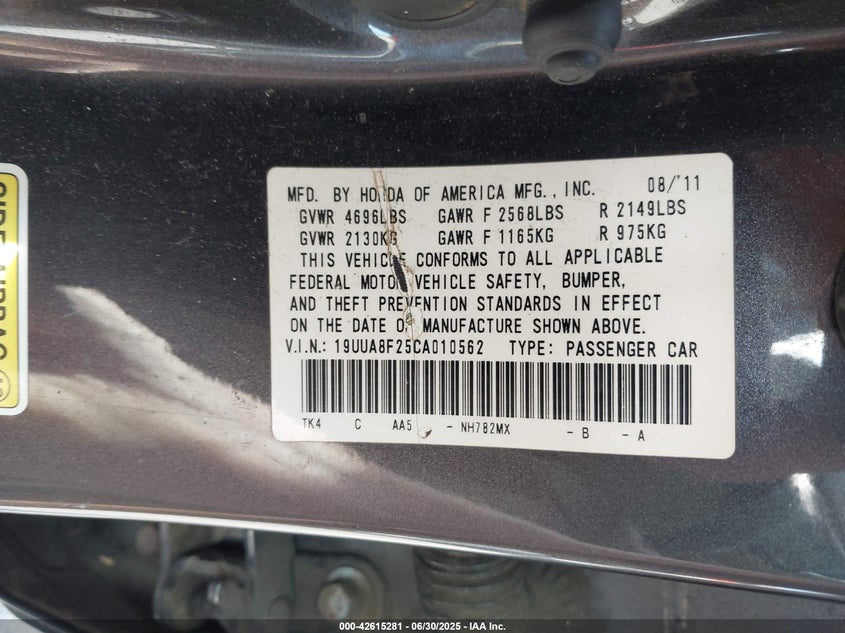 MFD. BY HONDA OF AMERICA MFG., INC. 08/'11
GVWR 4696LBS GAWR F 2568LBS R 2149LBS
GVWR 2130KG GAWR F 1165KG R 975KG
THIS VEHICLE CONFORMS TO ALL APPLICABLE
FEDERAL MOTOR VEHICLE SAFETY, BUMPER,
AND THEFT PREVENTION STANDARDS IN EFFECT
ON THE DATE OF MANUFACTURE SHOWN ABOVE.
V.I.N.: 19UUA8F25CA010562 TYPE: PASSENGER CAR
TK4 C AA5 - NH782MX - B - A
SIDE AIRBAG
000-42615281 - 06/30/2025 - IAA Inc.